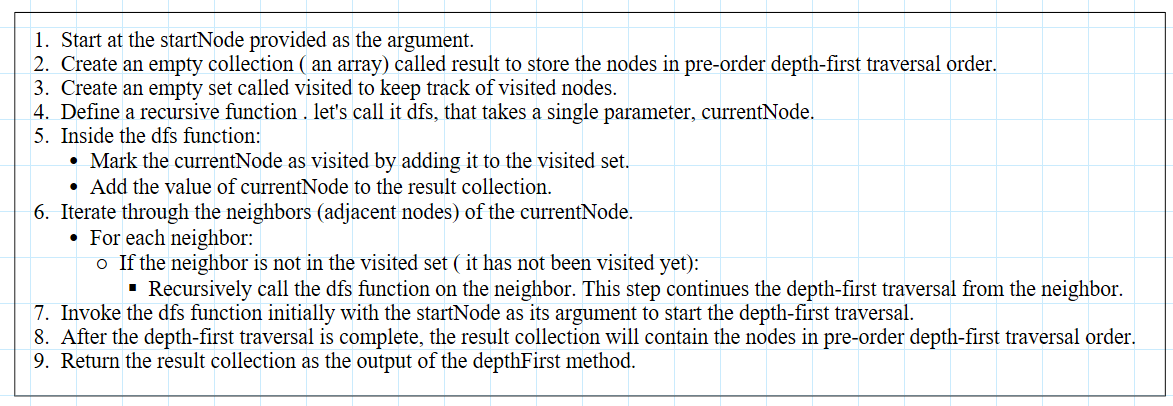 1. Start at the startNode provided as the argument.
2. Create an empty collection ( an array) called result to store the nodes in pre-order depth-first traversal order.
3. Create an empty set called visited to keep track of visited nodes.
4. Define a recursive function . let's call it dfs, that takes a single parameter, currentNode.
5. Inside the dfs function:
• Mark the currentNode as visited by adding it to the visited set.
• Add the value of currentNode to the result collection.
6. Iterate through the neighbors (adjacent nodes) of the currentNode.
• For each neighbor:
○ If the neighbor is not in the visited set ( it has not been visited yet):
▪ Recursively call the dfs function on the neighbor. This step continues the depth-first traversal from the neighbor.
7. Invoke the dfs function initially with the startNode as its argument to start the depth-first traversal.
8. After the depth-first traversal is complete, the result collection will contain the nodes in pre-order depth-first traversal order.
9. Return the result collection as the output of the depthFirst method.